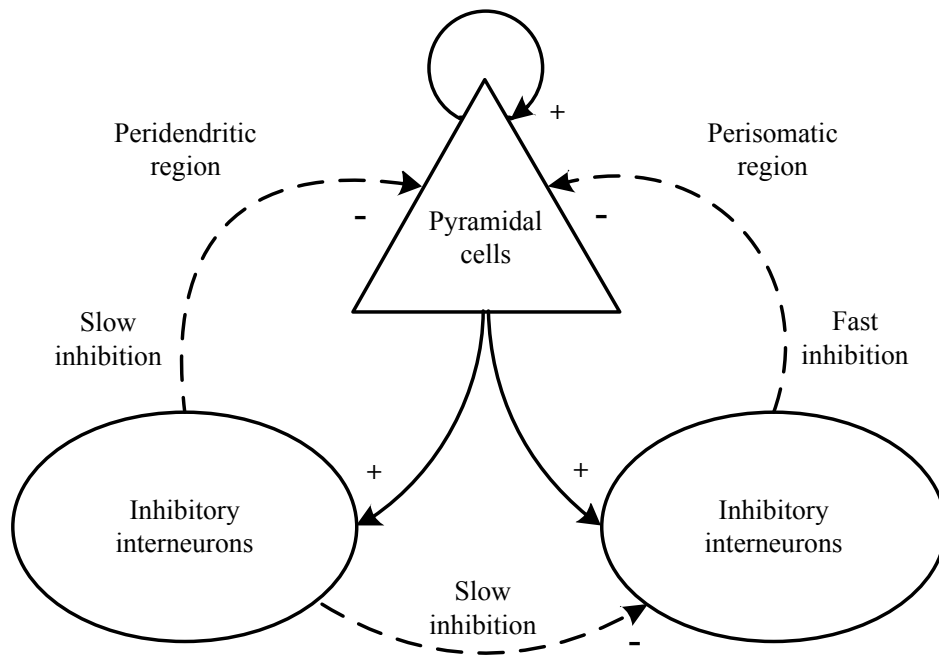 +
Peridendritic
region
Perisomatic
region
-
-
Pyramidal
cells
Slow
inhibition
Fast
inhibition
+
+
Inhibitory
interneurons
Inhibitory
interneurons
Slow
inhibition
-